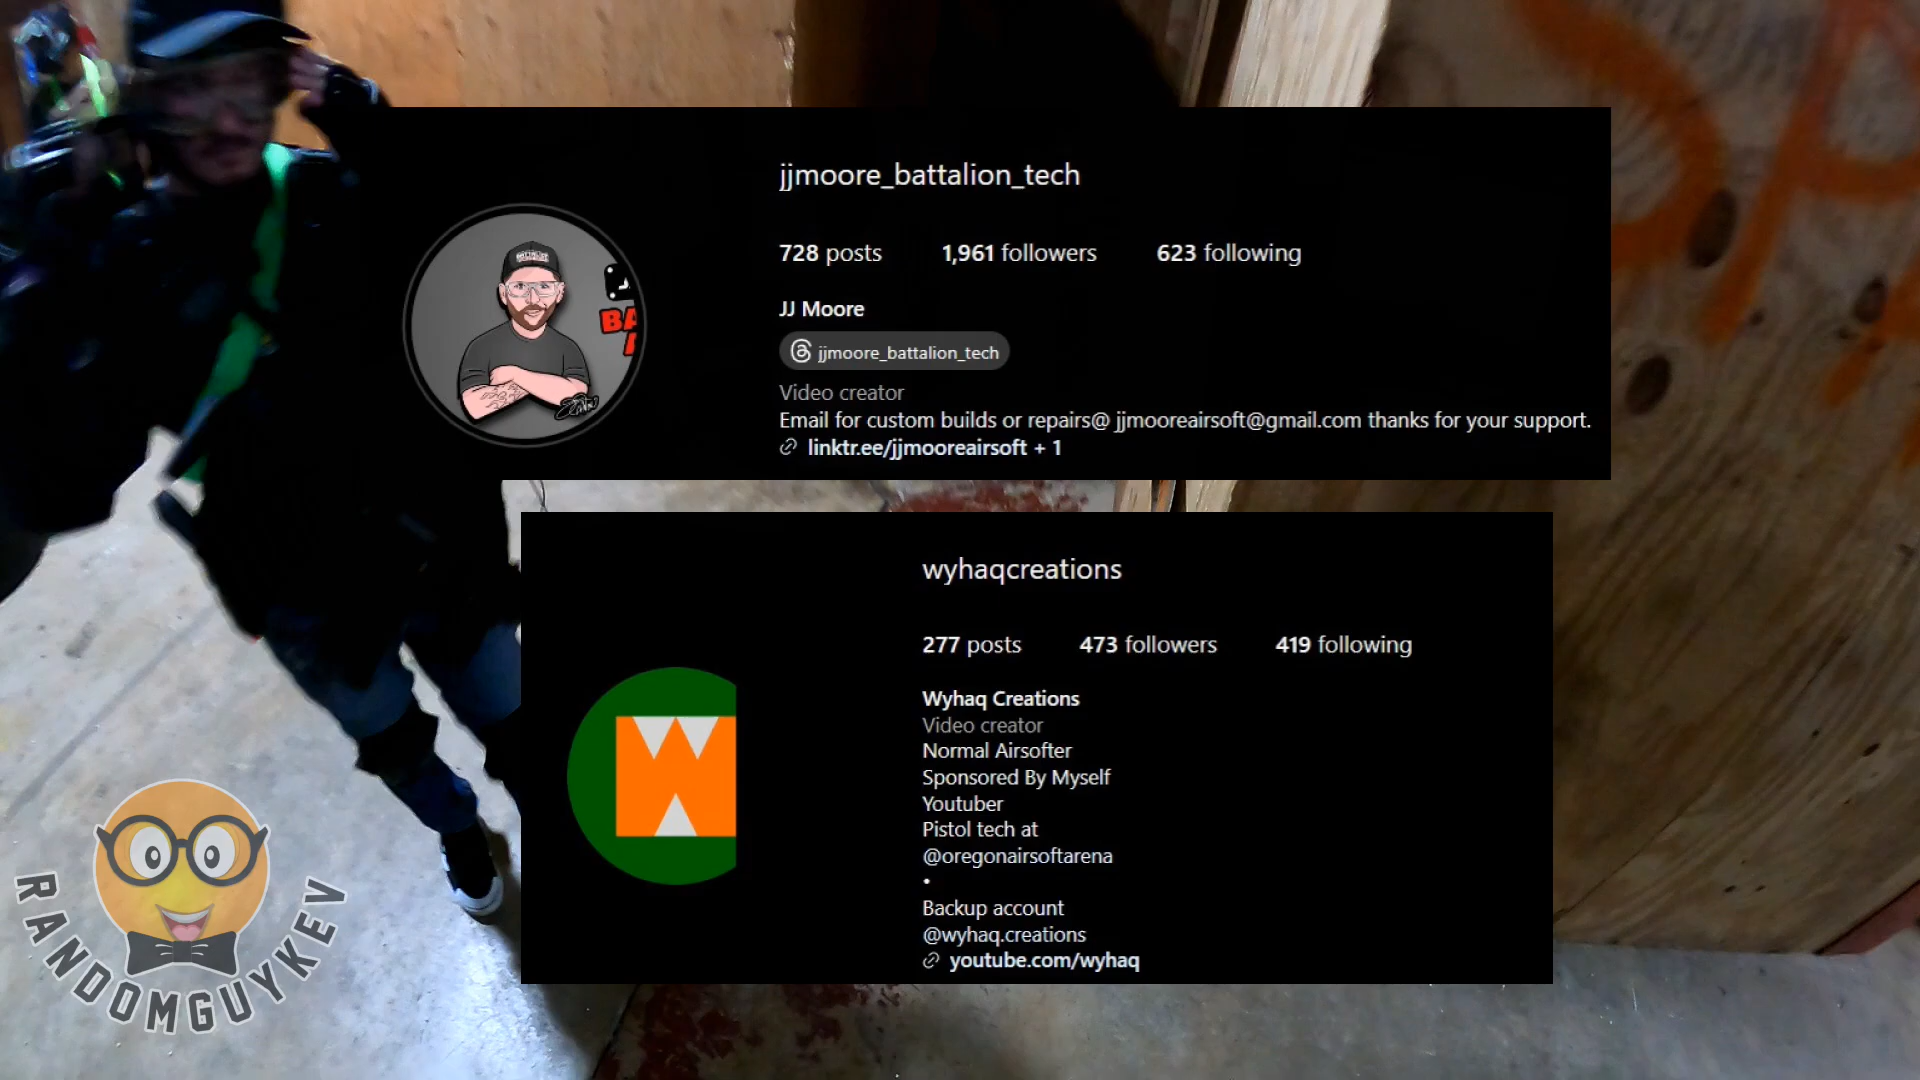 jjmoore_battalion_tech
728 posts 1,961 followers 623 following
JJ Moore
jjmoore_battalion_tech
Video creator
Email for custom builds or repairs@ jjmooreairsoft@gmail.com thanks for your support.
linktr.ee/jjmooreairsoft + 1
BA
wyhaqcreations
277 posts 473 followers 419 following
Wyhaq Creations
Video creator
Normal Airsofter
Sponsored By Myself
Youtuber
Pistol tech at
@oregonairsoftarena
•
Backup account
@wyhaq.creations
youtube.com/wyhaq
RANDOMGUYKEV